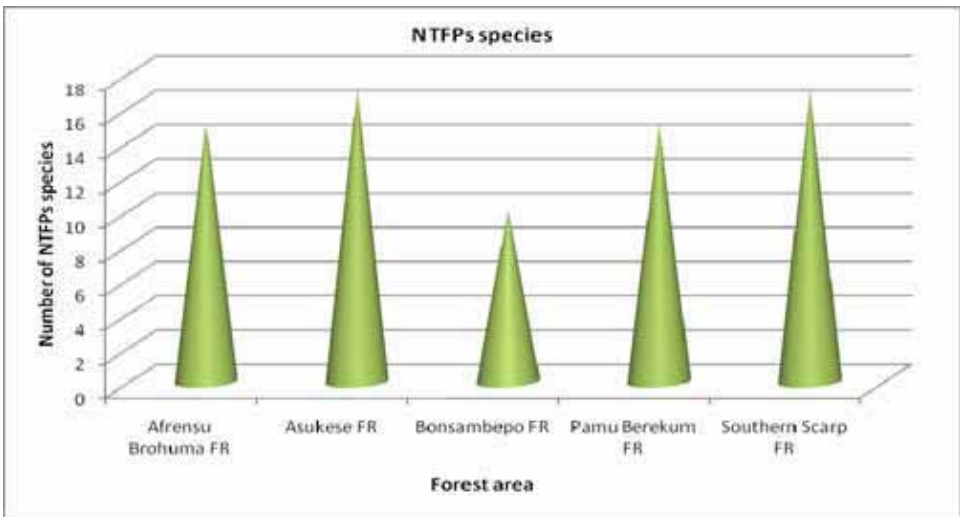 NTFPs species
Number of NTFPs species
18
16
14
12
10
8
6
4
2
0
Afrensu
Brohuma FR
Asukese FR
Bonsambepo FR
Pamu Berekum
FR
Southern Scarp
FR
Forest area